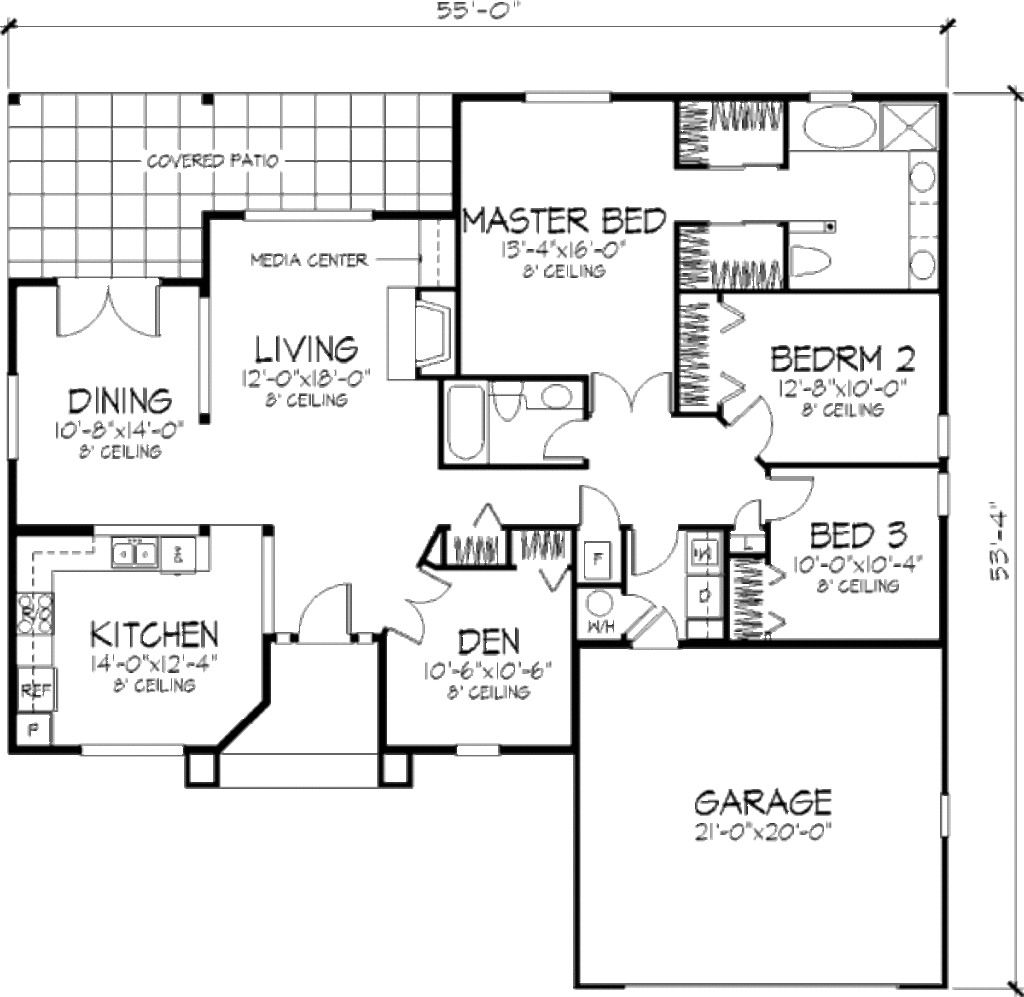 55'-0"
COVERED PATIO
MASTER BED
13'-4"x16'-0"
8' CEILING
MEDIA CENTER
LIVING
12'-0"x18'-0"
8' CEILING
BEDRM 2
12'-8"x10'-0"
8' CEILING
DINING
10'-8"x14'-0"
8' CEILING
53'-4"
BED 3
10'-0"x10'-4"
8' CEILING
DW
F
W
L
D
R/O
W/H
KITCHEN
14'-0"x12'-4"
8' CEILING
DEN
10'-6"x10'-6"
8' CEILING
REF
P
GARAGE
21'-0"x20'-0"